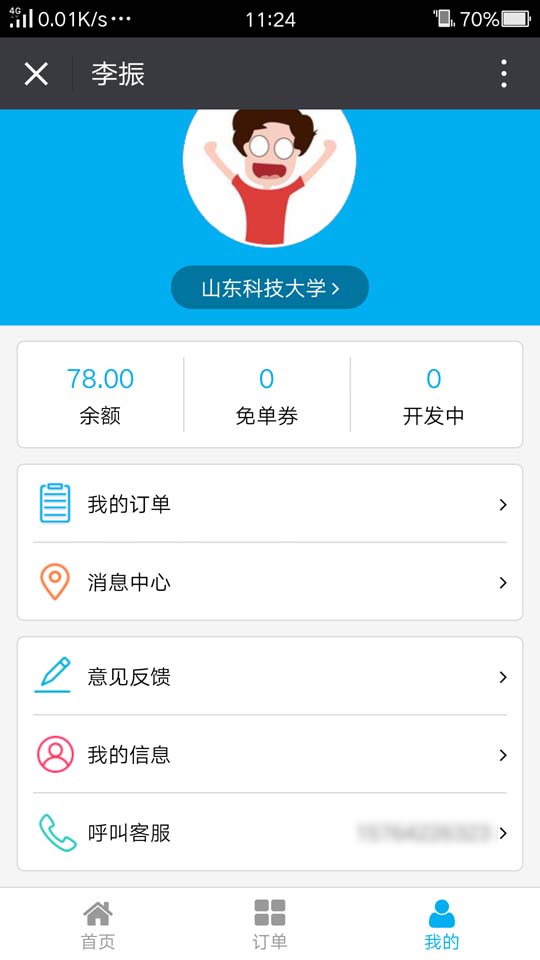 4G 0.01K/s··· 11:24 70%
李振
山东科技大学
78.00 0 0
余额 免单券 开发中
我的订单
消息中心
意见反馈
我的信息
呼叫客服
首页 订单 我的